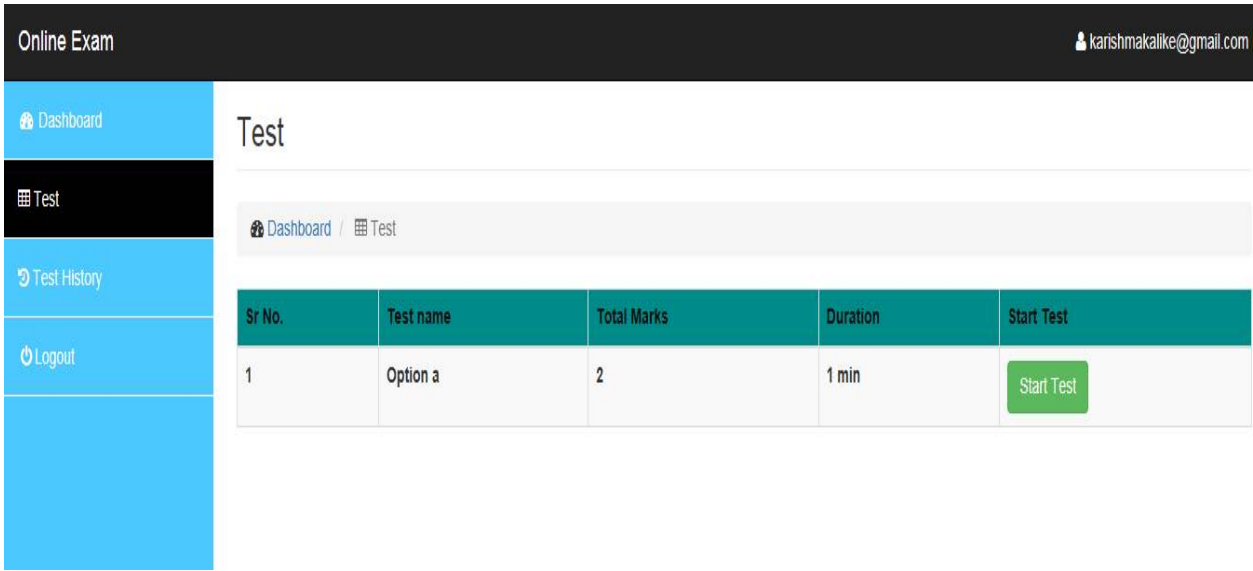 Online Exam
karishmakalike@gmail.com
Dashboard
Test
Test History
Logout
Test
Dashboard / Test
Sr No. Test name Total Marks Duration Start Test
1 Option a 2 1 min Start Test